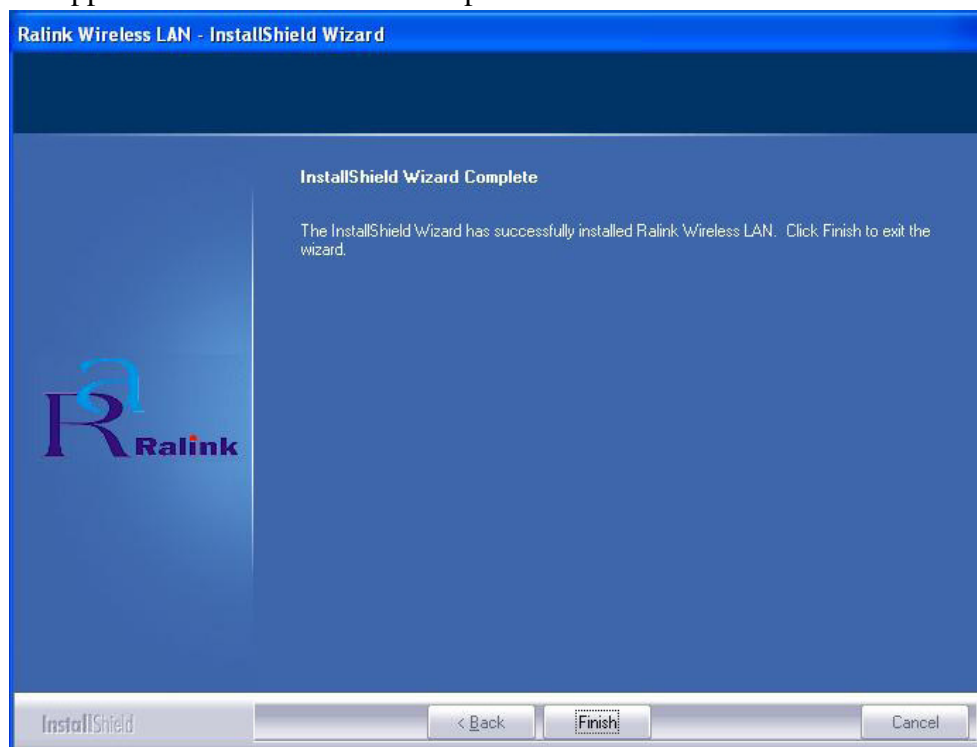 Ralink Wireless LAN - InstallShield Wizard
InstallShield Wizard Complete
The InstallShield Wizard has successfully installed Ralink Wireless LAN. Click Finish to exit the
wizard.
Ra
Ralink
InstallShield
< Back
Finish
Cancel